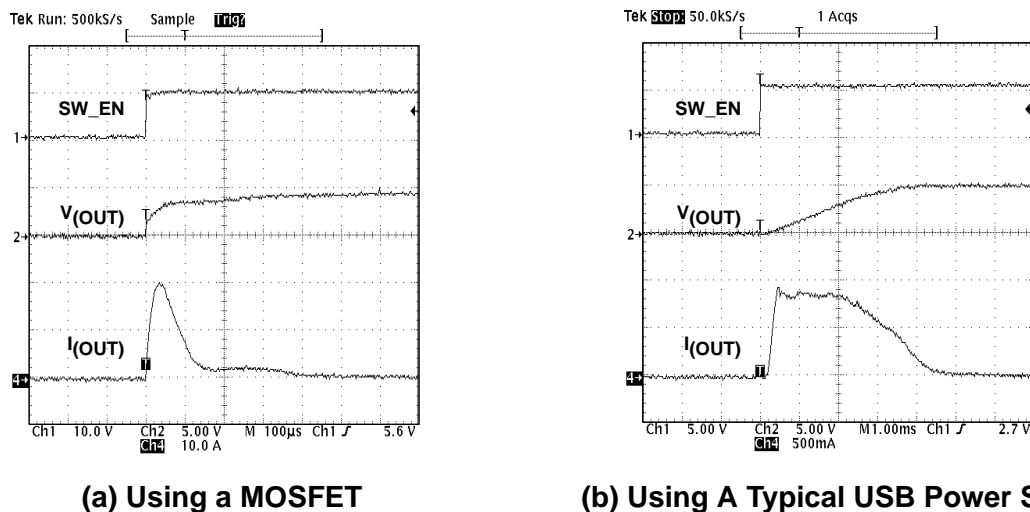 Tek Run: 500kS/s Sample Trig?
[ T ]
SW_EN
1
V(OUT)
2
T
I(OUT)
T
4
Ch1 10.0 V Ch2 5.00 V M 100µs Ch1 5.6 V
Ch4 10.0 A
(a) Using a MOSFET
Tek Stop: 50.0kS/s 1 Acqs
[ T ]
T
SW_EN
1
T
V(OUT)
2
I(OUT)
T
4
Ch1 5.00 V Ch2 5.00 V M1.00ms Ch1 2.7 V
Ch4 500mA
(b) Using A Typical USB Power S